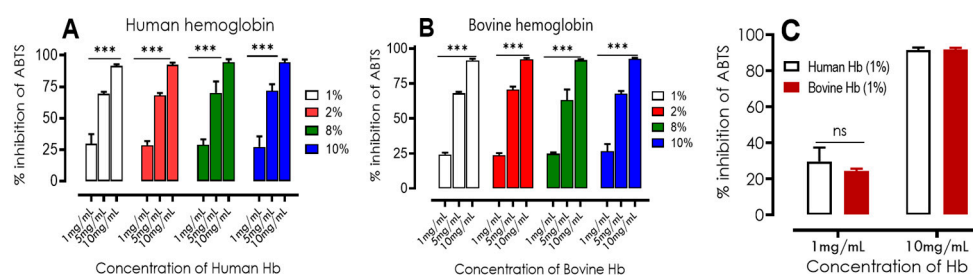 A
Human hemoglobin
% inhibition of ABTS
100
75
50
25
0
***
***
***
***
1%
2%
8%
10%
1mg/mL
5mg/mL
10mg/mL
1mg/mL
5mg/mL
10mg/mL
1mg/mL
5mg/mL
10mg/mL
1mg/mL
5mg/mL
10mg/mL
Concentration of Human Hb
B
Bovine hemoglobin
% inhibition of ABTS
100
75
50
25
0
***
***
***
***
1%
2%
8%
10%
1mg/mL
5mg/mL
10mg/mL
1mg/mL
5mg/mL
10mg/mL
1mg/mL
5mg/mL
10mg/mL
1mg/mL
5mg/mL
10mg/mL
Concentration of Bovine Hb
C
% inhibition of ABTS
100
80
60
40
20
0
Human Hb (1%)
Bovine Hb (1%)
ns
1mg/mL
10mg/mL
Concentration of Hb